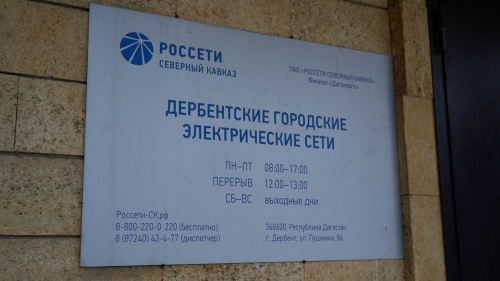 РОССЕТИ
СЕВЕРНЫЙ КАВКАЗ
ПАО «РОССЕТИ СЕВЕРНЫЙ КАВКАЗ»
Филиал «Дагэнерго»
ДЕРБЕНТСКИЕ ГОРОДСКИЕ
ЭЛЕКТРИЧЕСКИЕ СЕТИ
ПН–ПТ 08:00–17:00
ПЕРЕРЫВ 12:00–13:00
СБ–ВС выходные дни
Россети-СК.рф
8-800-220-0 220 (бесплатно)
8 (87240) 43-4-77 (диспетчер)
368600, Республика Дагестан,
г. Дербент, ул. Пушкина, 86